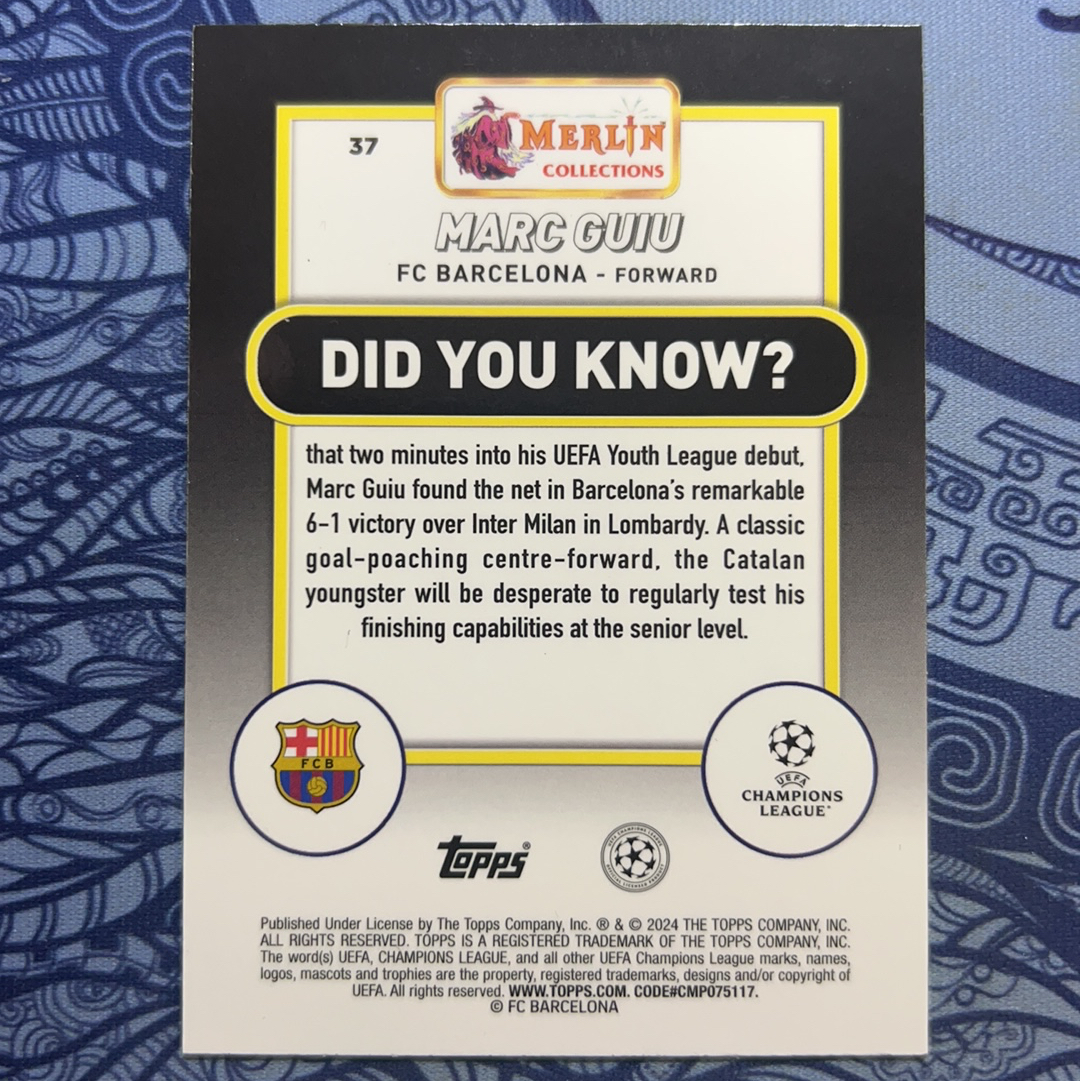 37
MERLIN
COLLECTIONS
MARC GUIU
FC BARCELONA - FORWARD
DID YOU KNOW?
that two minutes into his UEFA Youth League debut,
Marc Guiu found the net in Barcelona's remarkable
6-1 victory over Inter Milan in Lombardy. A classic
goal-poaching centre-forward, the Catalan
youngster will be desperate to regularly test his
finishing capabilities at the senior level.
FCB
UEFA
CHAMPIONS
LEAGUE
topps®
Published Under License by The Topps Company, Inc. ® & © 2024 THE TOPPS COMPANY, INC.
ALL RIGHTS RESERVED. TOPPS IS A REGISTERED TRADEMARK OF THE TOPPS COMPANY, INC.
The word(s) UEFA, CHAMPIONS LEAGUE, and all other UEFA Champions League marks, names,
logos, mascots and trophies are the property, registered trademarks, designs and/or copyright of
UEFA. All rights reserved. WWW.TOPPS.COM. CODE#CMP075117.
© FC BARCELONA